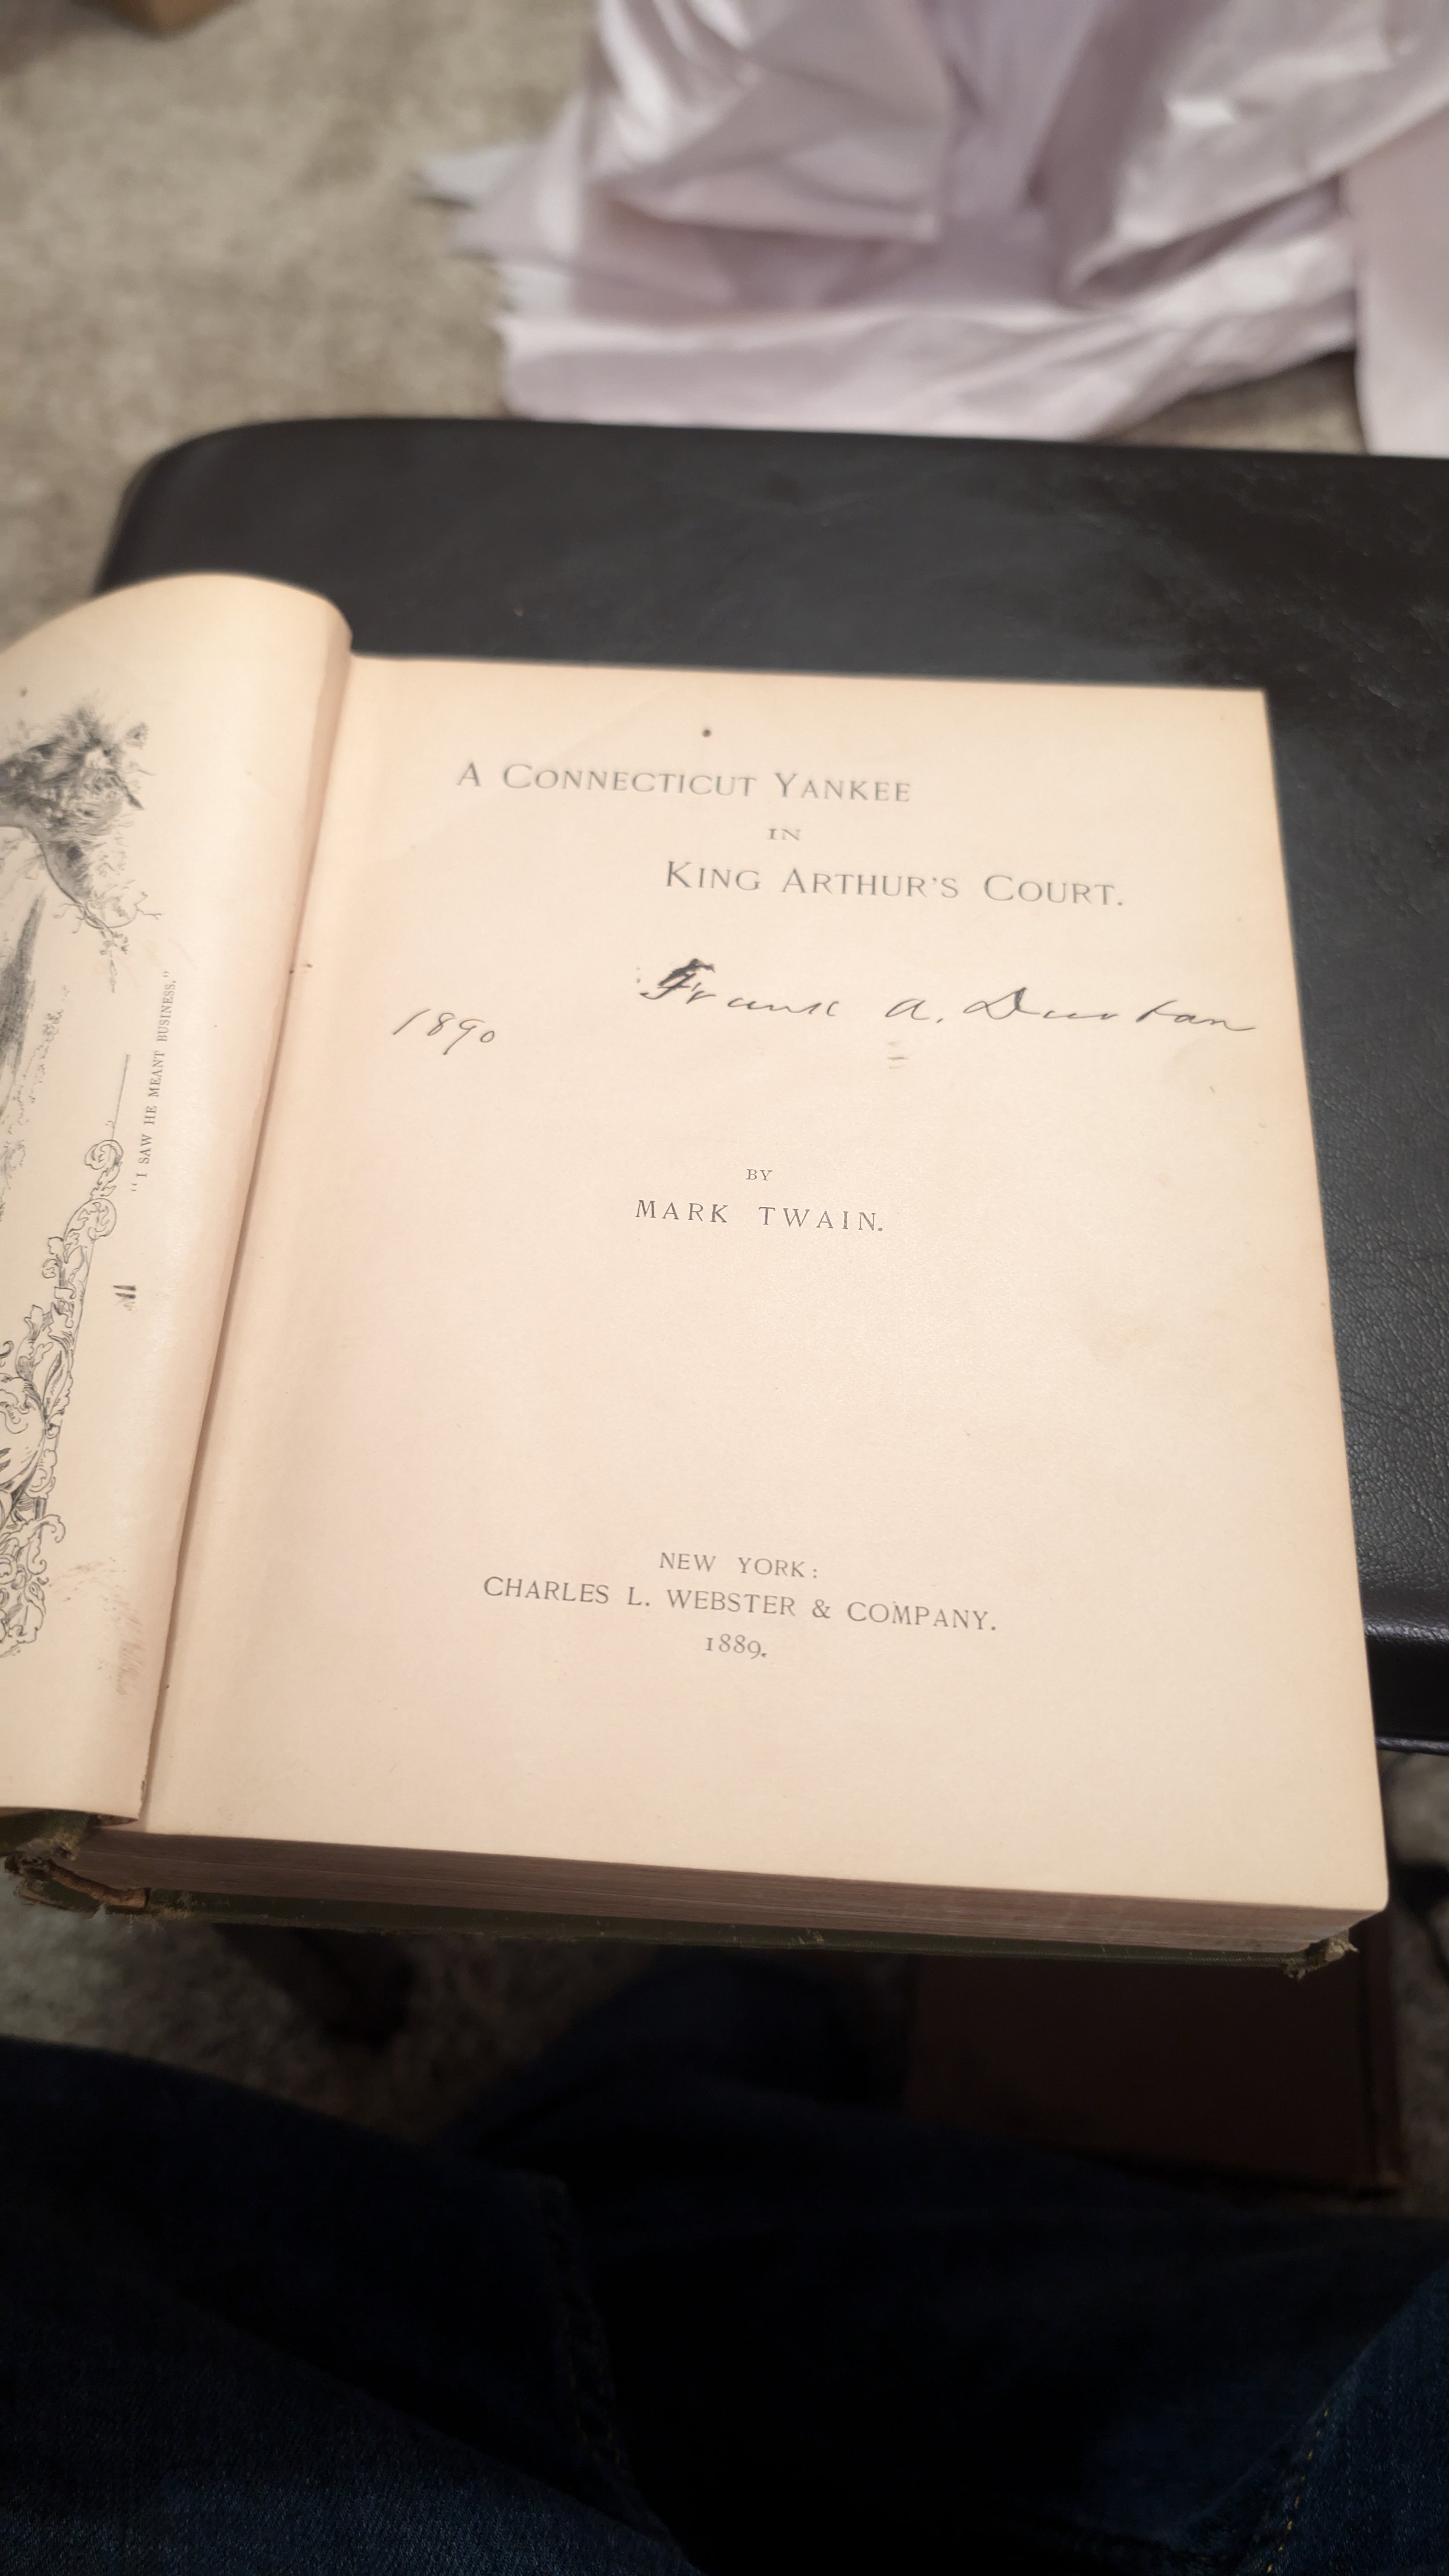 A CONNECTICUT YANKEE
IN
KING ARTHUR'S COURT.
Frank A.
1890
BY
MARK TWAIN.
NEW YORK:
CHARLES L. WEBSTER & COMPANY.
1889.
"I SAW HE MEANT BUSINESS."